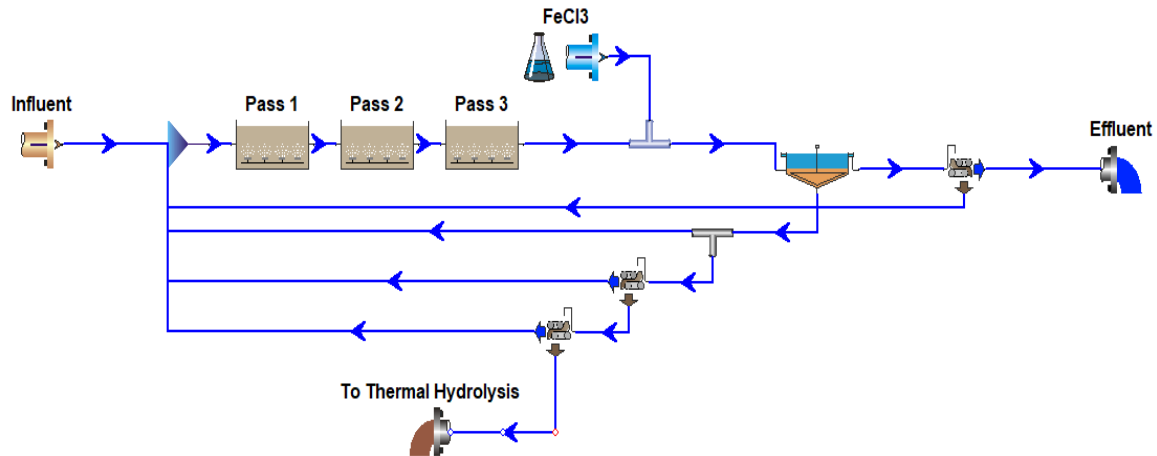 FeCl3
Influent
Pass 1
Pass 2
Pass 3
Effluent
To Thermal Hydrolysis